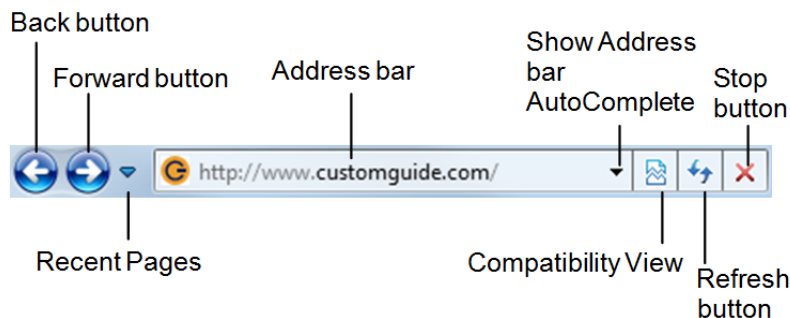 Back button
Forward button
Address bar
Show Address
bar
AutoComplete
Stop
button
http://www.customguide.com/
Recent Pages
Compatibility View
Refresh
button